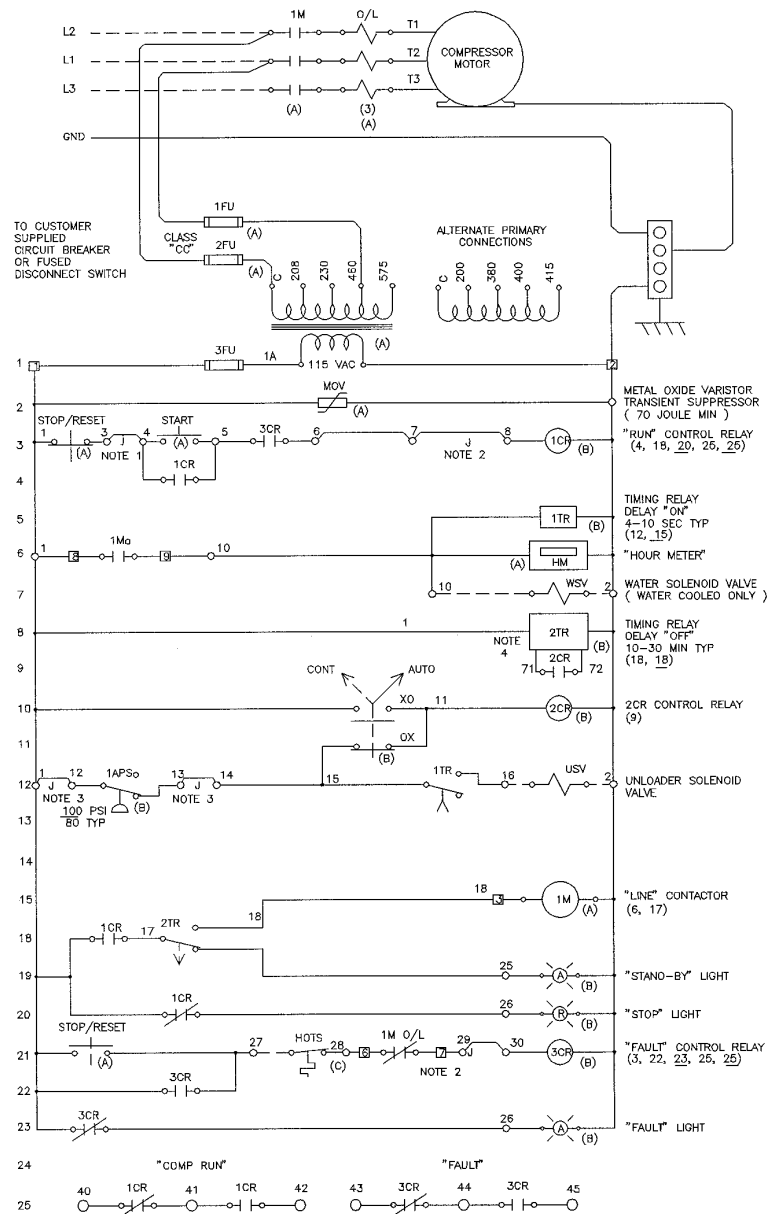 1M O/L T1
L2
L1 T2 COMPRESSOR
MOTOR
L3 T3
(A) (3)
(A)
GND
TO CUSTOMER
SUPPLIED
CIRCUIT BREAKER
OR FUSED
DISCONNECT SWITCH
CLASS
"CC"
1FU (A)
2FU (A)
C 208 230 460 575
ALTERNATE PRIMARY
CONNECTIONS
C 200 380 400 415
(A)
1 1 3FU 1A 115 VAC 2
MOV
2 (A)
METAL OXIDE VARISTOR
TRANSIENT SUPPRESSOR
( 70 JOULE MIN )
STOP/RESET START 3CR
3 1 (A) 3 J 4 (A) 5 6 7 J 8 1CR (B)
NOTE 1 NOTE 2
"RUN" CONTROL RELAY
(4, 18, 20, 25, 25)
1CR
4
5 1TR (B)
TIMING RELAY
DELAY "ON"
4-10 SEC TYP
(12, 15)
6 1 8 1Ma 9 10 (A) HM
"HOUR METER"
7 10 WSV 2
WATER SOLENOID VALVE
( WATER COOLED ONLY )
8 1 NOTE
4 2TR (B)
TIMING RELAY
DELAY "OFF"
10-30 MIN TYP
(18, 18)
9 71 2CR 72
CONT AUTO
10 XO 11 2CR (B)
2CR CONTROL RELAY
(9)
11 OX
(B)
12 1 J 12 1APS (B) 13 J 14 15 1TR 16 USV 2
NOTE 3 NOTE 3
UNLOADER SOLENOID
VALVE
100 PSI
80 TYP
13
14
15 18 3 1M (A)
"LINE" CONTACTOR
(6, 17)
18 1CR 17 2TR 18
19 25 A (B)
"STAND-BY" LIGHT
20 1CR 26 R (B)
"STOP" LIGHT
STOP/RESET
21 (A) 27 HOTS (C) 28 6 1M O/L 7 29 J 30 3CR (B)
NOTE 2
"FAULT" CONTROL RELAY
(3, 22, 23, 25, 25)
22 3CR
23 3CR 26 A (B)
"FAULT" LIGHT
24 "COMP RUN" "FAULT"
25 40 1CR 41 1CR 42 43 3CR 44 3CR 45